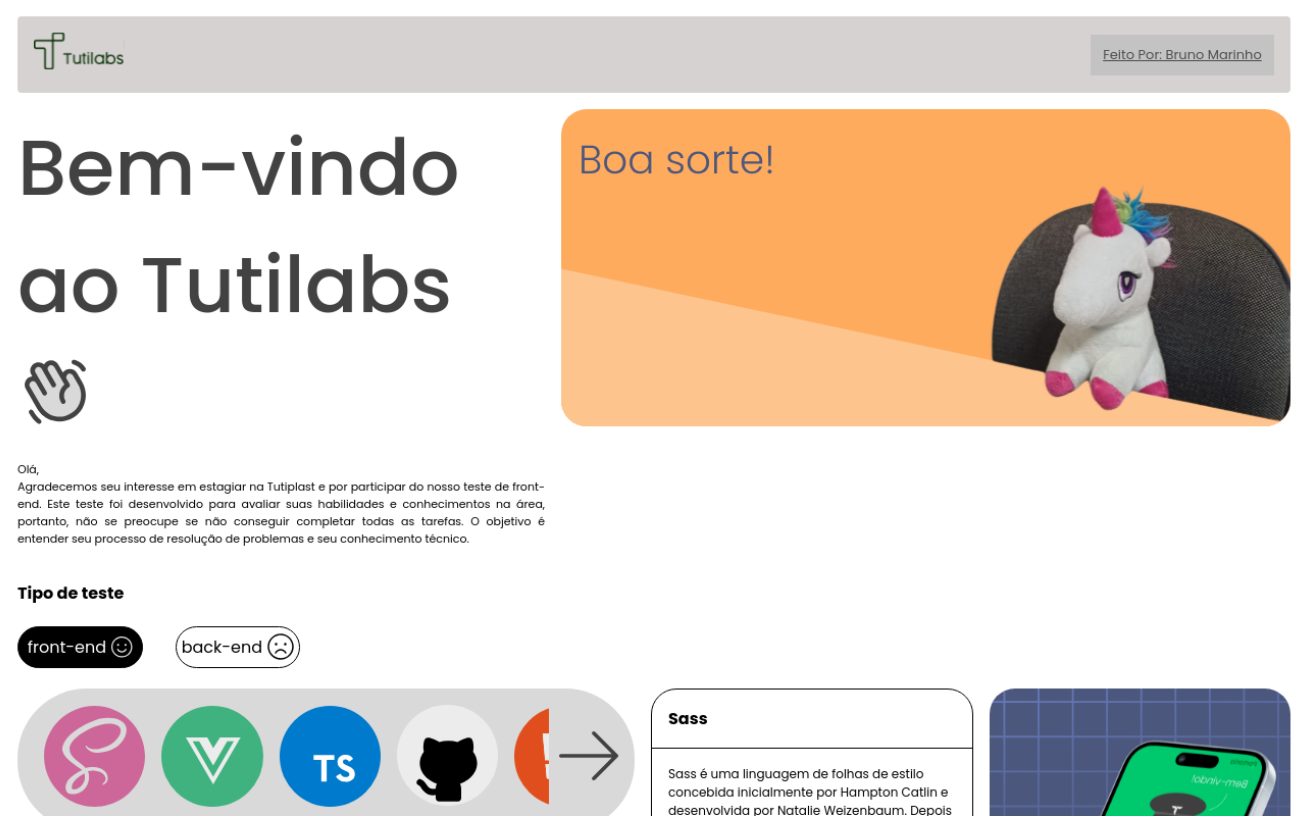 Tutilabs
Feito Por: Bruno Marinho
Bem-vindo
ao Tutilabs
Boa sorte!
Olá,
Agradecemos seu interesse em estagiar na Tutiplast e por participar do nosso teste de front-
end. Este teste foi desenvolvido para avaliar suas habilidades e conhecimentos na área,
portanto, não se preocupe se não conseguir completar todas as tarefas. O objetivo é
entender seu processo de resolução de problemas e seu conhecimento técnico.
Tipo de teste
front-end
back-end
TS
Sass
Sass é uma linguagem de folhas de estilo
concebida inicialmente por Hampton Catlin e
desenvolvida por Natalie Weizenbaum. Depois
Bem-vindo!